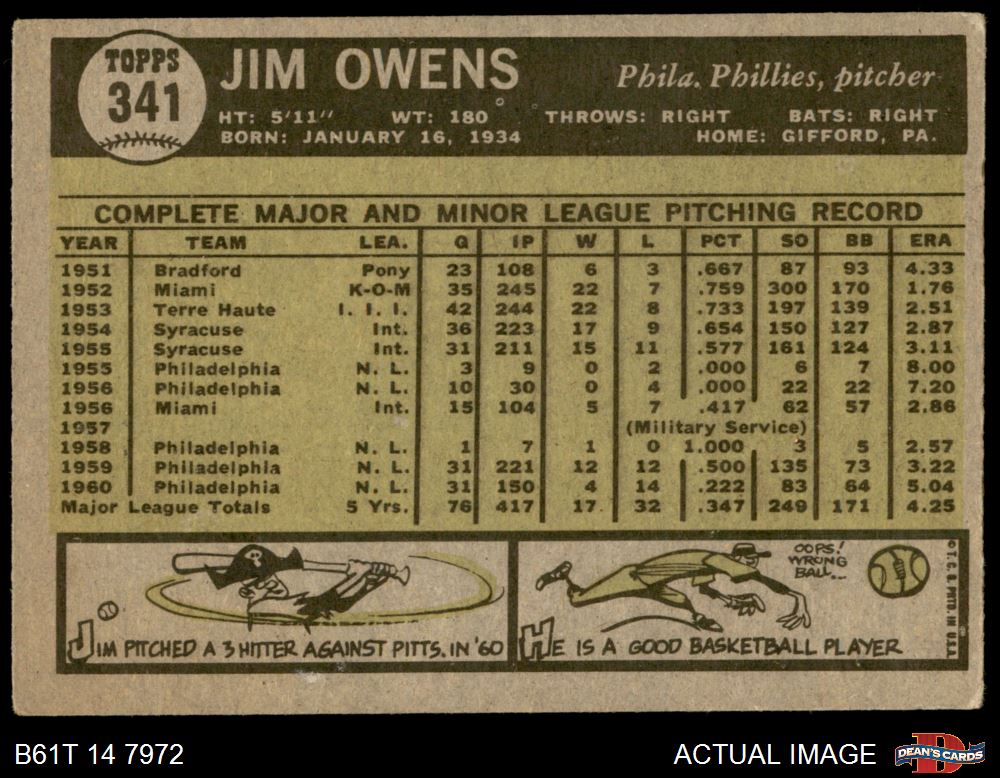 TOPPS
341
JIM OWENS
Phila. Phillies, pitcher
HT: 5'11" WT: 180 THROWS: RIGHT BATS: RIGHT
BORN: JANUARY 16, 1934 HOME: GIFFORD, PA.
COMPLETE MAJOR AND MINOR LEAGUE PITCHING RECORD
YEAR TEAM LEA. G IP W L PCT SO BB ERA
1951 Bradford Pony 23 108 6 3 .667 87 93 4.33
1952 Miami K-O-M 35 245 22 7 .759 300 170 1.76
1953 Terre Haute I. I. I. 42 244 22 8 .733 197 139 2.51
1954 Syracuse Int. 36 223 17 9 .654 150 127 2.87
1955 Syracuse Int. 31 211 15 11 .577 161 124 3.11
1955 Philadelphia N. L. 3 9 0 2 .000 6 7 8.00
1956 Philadelphia N. L. 10 30 0 4 .000 22 22 7.20
1956 Miami Int. 15 104 5 7 .417 62 57 2.86
1957 (Military Service)
1958 Philadelphia N. L. 1 7 1 0 1.000 3 5 2.57
1959 Philadelphia N. L. 31 221 12 12 .500 135 73 3.22
1960 Philadelphia N. L. 31 150 4 14 .222 83 64 5.04
Major League Totals 5 Yrs. 76 417 17 32 .347 249 171 4.25
P
JIM PITCHED A 3 HITTER AGAINST PITTS. IN '60
OOPS!
WRONG
BALL...
HE IS A GOOD BASKETBALL PLAYER
© T. C. G. PRTD. IN U.S.A.
B61T 14 7972
ACTUAL IMAGE
D
DEAN'S CARDS